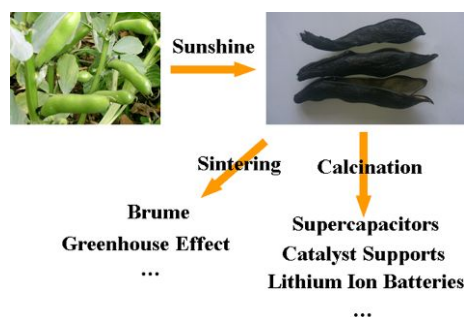 Sunshine
Sintering
Calcination
Brume
Greenhouse Effect
...
Supercapacitors
Catalyst Supports
Lithium Ion Batteries
...